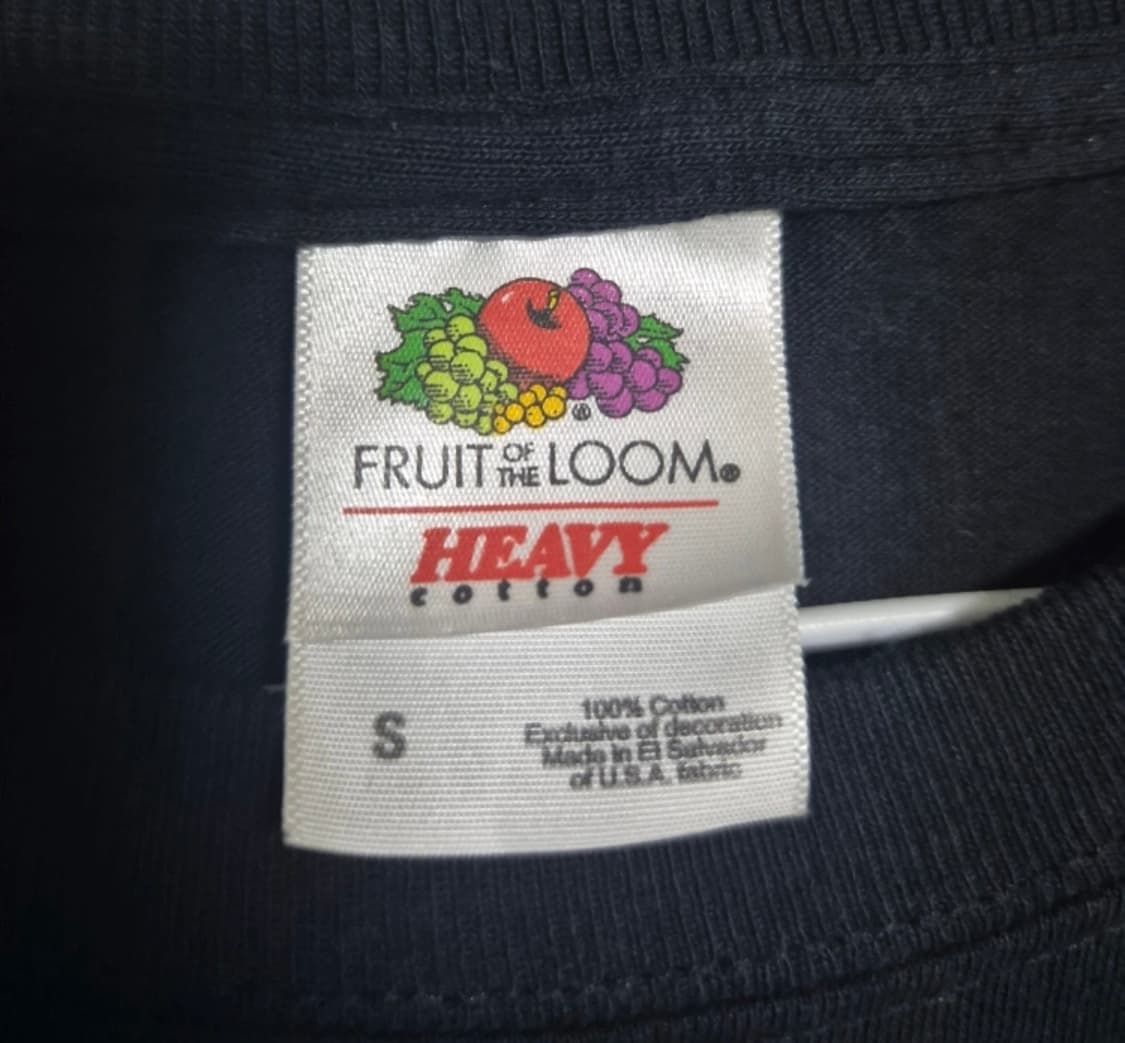 ®
FRUIT OF THE LOOM®
HEAVY
cotton
S
100% Cotton
Exclusive of decoration
Made in El Salvador
of U.S.A. fabric